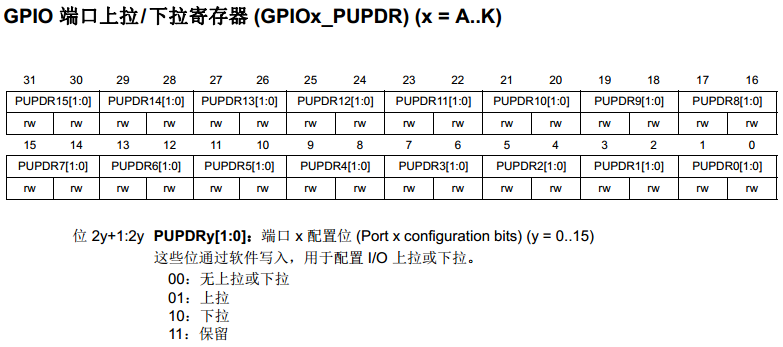 GPIO 端口上拉/下拉寄存器 (GPIOx_PUPDR) (x = A..K)
31 30 29 28 27 26 25 24 23 22 21 20 19 18 17 16
PUPDR15[1:0] PUPDR14[1:0] PUPDR13[1:0] PUPDR12[1:0] PUPDR11[1:0] PUPDR10[1:0] PUPDR9[1:0] PUPDR8[1:0]
rw rw rw rw rw rw rw rw rw rw rw rw rw rw rw rw
15 14 13 12 11 10 9 8 7 6 5 4 3 2 1 0
PUPDR7[1:0] PUPDR6[1:0] PUPDR5[1:0] PUPDR4[1:0] PUPDR3[1:0] PUPDR2[1:0] PUPDR1[1:0] PUPDR0[1:0]
rw rw rw rw rw rw rw rw rw rw rw rw rw rw rw rw
位 2y+1:2y PUPDRy[1:0]：端口 x 配置位 (Port x configuration bits) (y = 0..15)
这些位通过软件写入，用于配置 I/O 上拉或下拉。
00：无上拉或下拉
01：上拉
10：下拉
11：保留